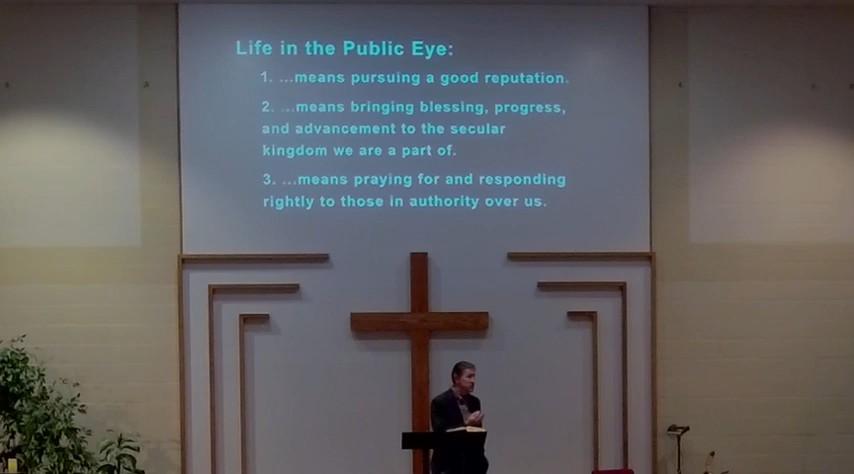 Life in the Public Eye:
1. ...means pursuing a good reputation.
2. ...means bringing blessing, progress,
and advancement to the secular
kingdom we are a part of.
3. ...means praying for and responding
rightly to those in authority over us.